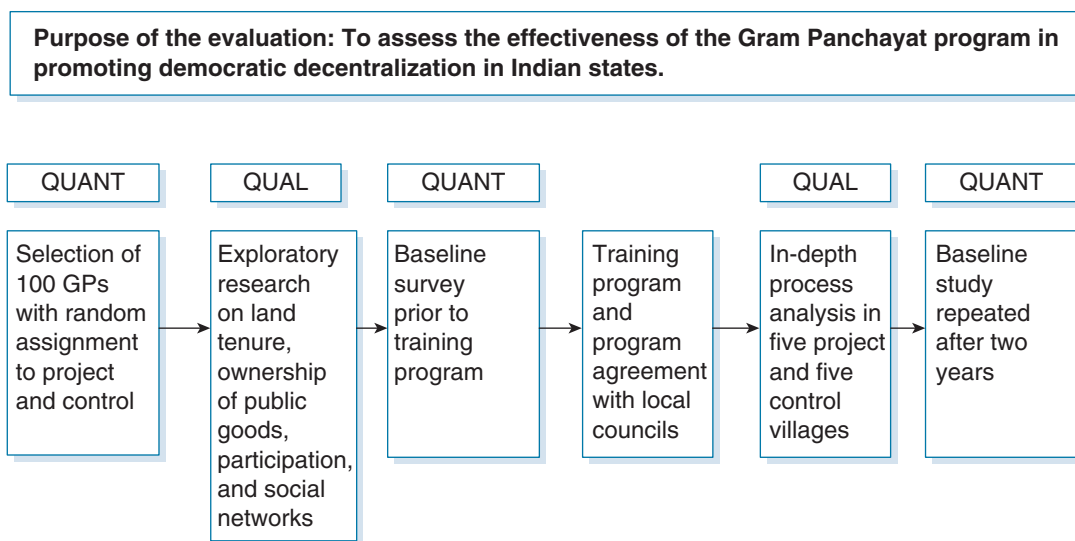 Purpose of the evaluation: To assess the effectiveness of the Gram Panchayat program in
promoting democratic decentralization in Indian states.
QUANT
Selection of
100 GPs
with random
assignment
to project
and control
QUAL
Exploratory
research
on land
tenure,
ownership
of public
goods,
participation,
and social
networks
QUANT
Baseline
survey
prior to
training
program
Training
program
and
program
agreement
with local
councils
QUAL
In-depth
process
analysis in
five project
and five
control
villages
QUANT
Baseline
study
repeated
after two
years